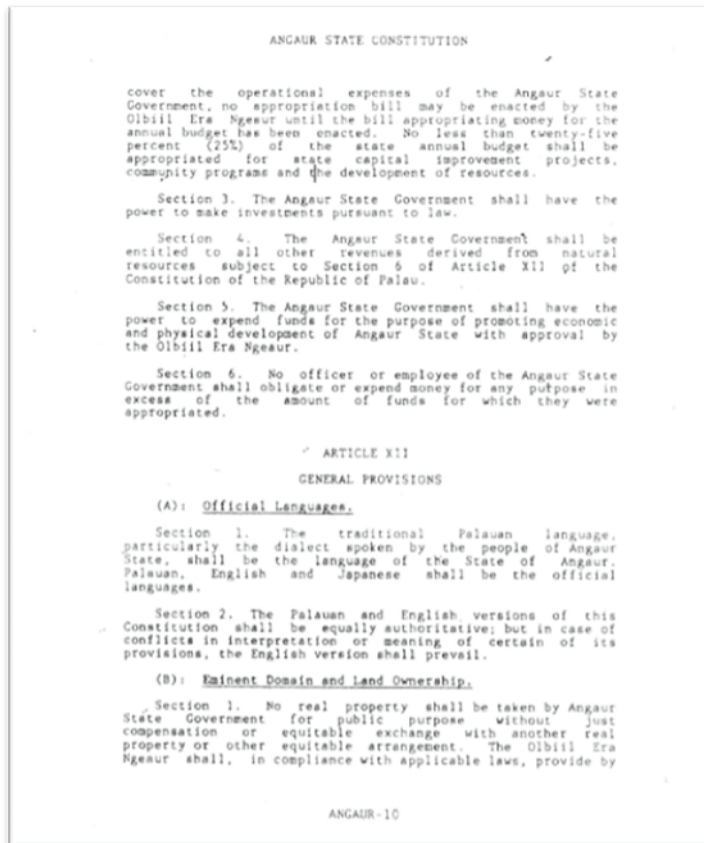 ANGAUR STATE CONSTITUTION
cover the operational expenses of the Angaur State
Government, no appropriation bill may be enacted by the
Olbiil Era Ngeaur until the bill appropriating money for the
annual budget has been enacted. No less than twenty-five
percent (25%) of the state annual budget shall be
appropriated for state capital improvement projects,
community programs and the development of resources.
Section 3. The Angaur State Government shall have the
power to make investments pursuant to law.
Section 4. The Angaur State Government shall be
entitled to all other revenues derived from natural
resources subject to Section 6 of Article XII of the
Constitution of the Republic of Palau.
Section 5. The Angaur State Government shall have the
power to expend funds for the purpose of promoting economic
and physical development of Angaur State with approval by
the Olbiil Era Ngeaur.
Section 6. No officer or employee of the Angaur State
Government shall obligate or expend money for any purpose in
excess of the amount of funds for which they were
appropriated.
ARTICLE XII
GENERAL PROVISIONS
(A): Official Languages.
Section 1. The traditional Palauan language,
particularly the dialect spoken by the people of Angaur
State, shall be the language of the State of Angaur.
Palauan, English and Japanese shall be the official
languages.
Section 2. The Palauan and English versions of this
Constitution shall be equally authoritative; but in case of
conflicts in interpretation or meaning of certain of its
provisions, the English version shall prevail.
(B): Eminent Domain and Land Ownership.
Section 1. No real property shall be taken by Angaur
State Government for public purpose without just
compensation or equitable exchange with another real
property or other equitable arrangement. The Olbiil Era
Ngeaur shall, in compliance with applicable laws, provide by
ANGAUR-10